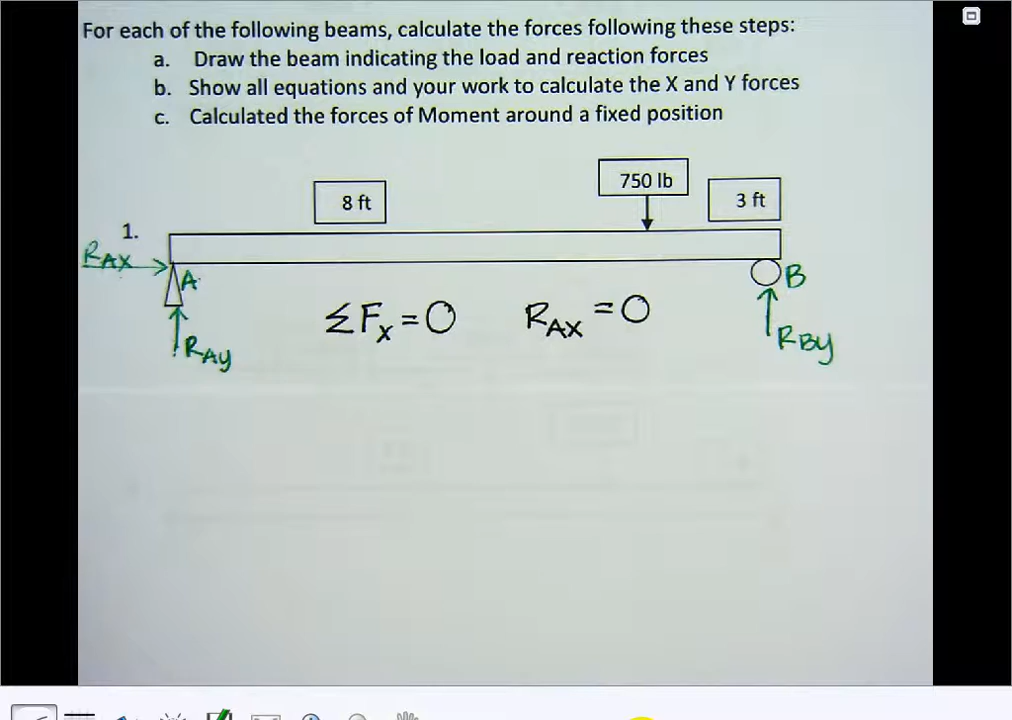 For each of the following beams, calculate the forces following these steps:
a. Draw the beam indicating the load and reaction forces
b. Show all equations and your work to calculate the X and Y forces
c. Calculated the forces of Moment around a fixed position
750 lb
8 ft
3 ft
1.
RAX
A
B
ΣFx = 0
RAX = 0
RAy
RBy